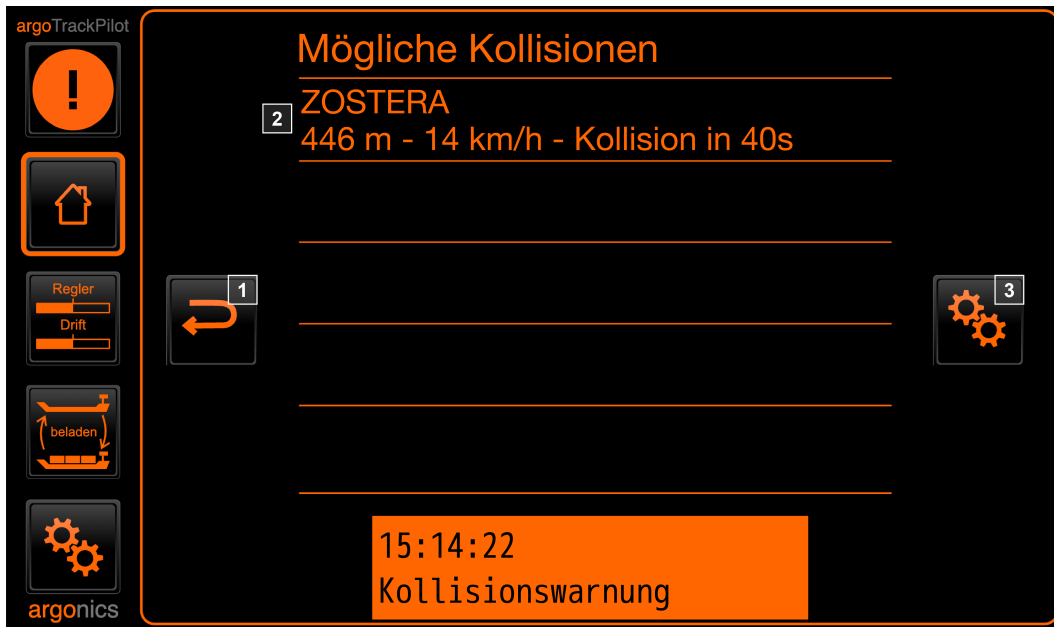 argoTrackPilot
!
Regler
Drift
beladen
argonics
Mögliche Kollisionen
2
ZOSTERA
446 m - 14 km/h - Kollision in 40s
1
3
15:14:22
Kollisionswarnung